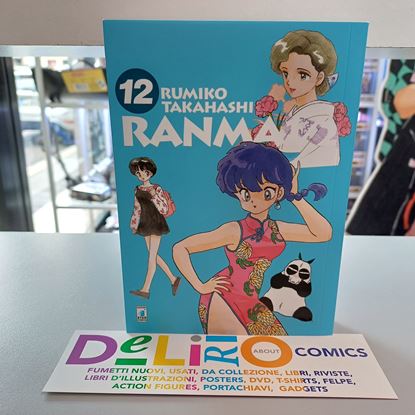 12 RUMIKO
TAKAHASHI
RANMA
DeLiRiO ABOUT COMICS
FUMETTI NUOVI, USATI, DA COLLEZIONE, LIBRI, RIVISTE,
LIBRI D'ILLUSTRAZIONI, POSTERS, DVD, T-SHIRTS, FELPE,
ACTION FIGURES, PORTACHIAVI, GADGETS